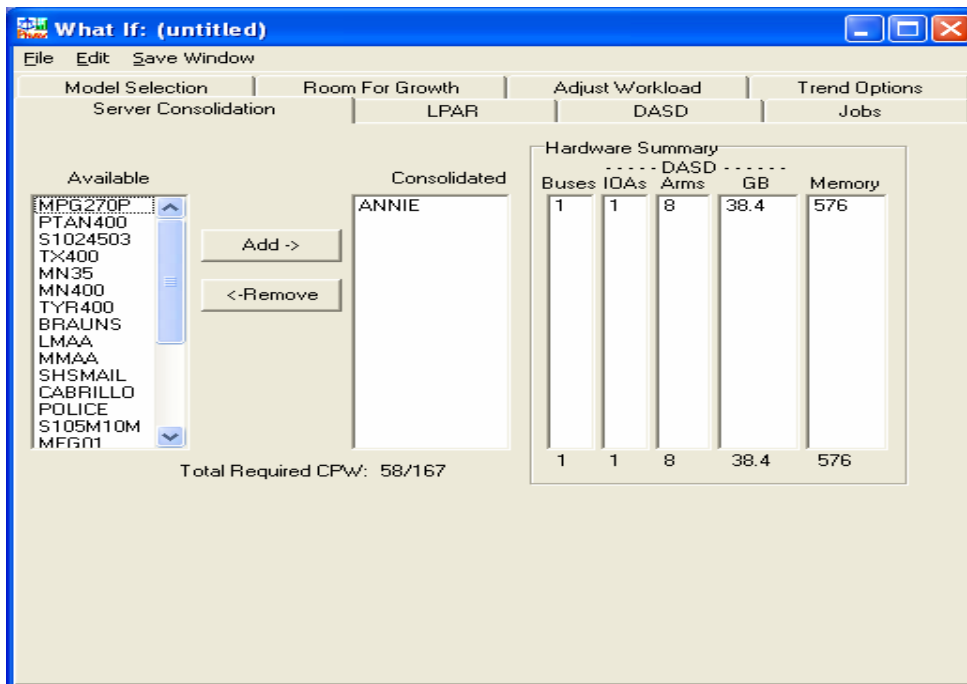 What If: (untitled)
File Edit Save Window
Model Selection Room For Growth Adjust Workload Trend Options
Server Consolidation LPAR DASD Jobs
Hardware Summary
- - - - - DASD - - - - - -
Available Consolidated Buses IOAs Arms GB Memory
MPG270P ANNIE 1 1 8 38.4 576
PTAN400
S1024503
TX400
MN35
MN400
TYR400
BRAUNS
LMAA
MMAA
SHSMAIL
CABRILLO
POLICE
S105M10M
MFG01
Add ->
<-Remove
1 1 8 38.4 576
Total Required CPW: 58/167